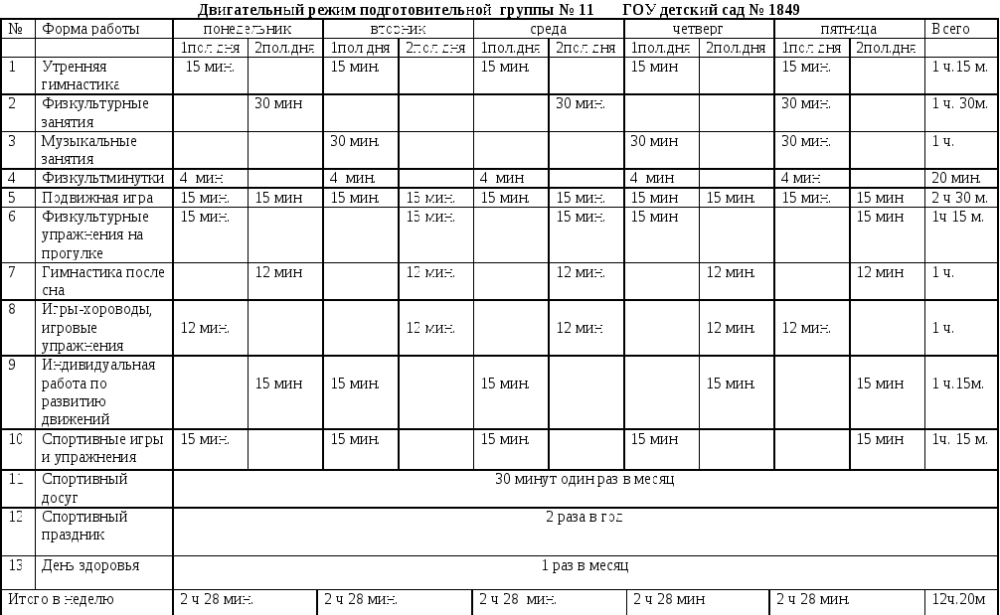 Двигательный режим подготовительной группы № 11 ГОУ детский сад № 1849
№ Форма работы понедельник вторник среда четверг пятница Всего
1пол.дня 2пол.дня 1пол.дня 2пол.дня 1пол.дня 2пол.дня 1пол.дня 2пол.дня 1пол.дня 2пол.дня
1 Утренняя 15 мин. 15 мин. 15 мин. 15 мин 15 мин. 1 ч.15 м.
гимнастика
2 Физкультурные 30 мин 30 мин. 30 мин. 1 ч. 30м.
занятия
3 Музыкальные 30 мин. 30 мин 30 мин. 1 ч.
занятия
4 Физкультминутки 4 мин 4 мин. 4 мин 4 мин 4 мин 20 мин.
5 Подвижная игра 15 мин. 15 мин 15 мин. 15 мин. 15 мин. 15 мин. 15 мин 15 мин. 15 мин. 15 мин 2 ч 30 м.
6 Физкультурные 15 мин. 15 мин. 15 мин. 15 мин 15 мин 1ч 15 м.
упражнения на
прогулке
7 Гимнастика после 12 мин 12 мин. 12 мин. 12 мин. 12 мин 1 ч.
сна
8 Игры-хороводы,
игровые 12 мин. 12 мин. 12 мин 12 мин. 12 мин. 1 ч.
упражнения
9 Индивидуальная
работа по 15 мин 15 мин. 15 мин. 15 мин. 15 мин 1 ч.15м.
развитию
движений
10 Спортивные игры 15 мин. 15 мин. 15 мин. 15 мин 15 мин 1ч. 15 м.
и упражнения
11 Спортивный 30 минут один раз в месяц
досуг
12 Спортивный 2 раза в год
праздник
13 День здоровья 1 раз в месяц
Итого в неделю 2 ч 28 мин. 2 ч 28 мин. 2 ч 28 мин. 2 ч 28 мин 2 ч 28 мин. 12ч.20м